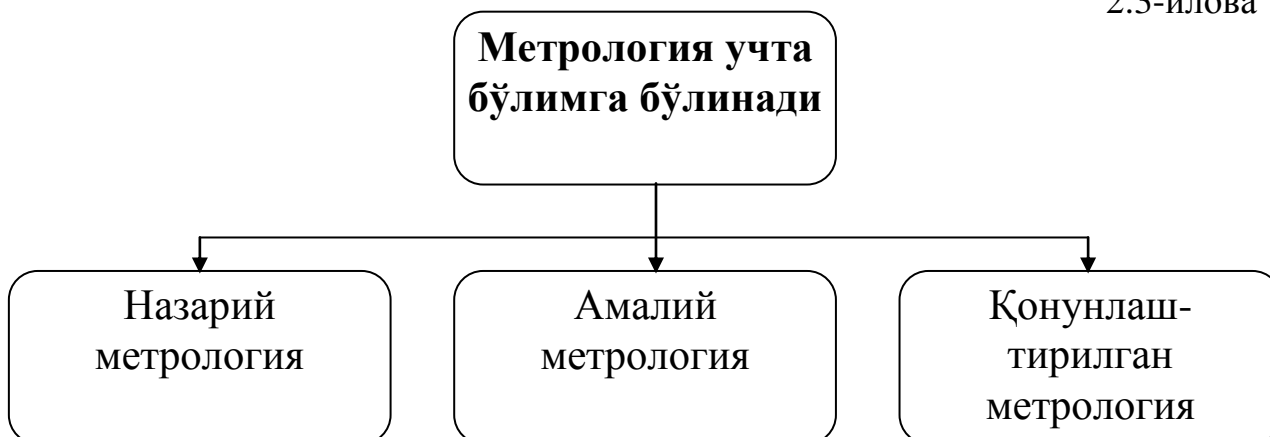 2.3-илова
Метрология учта
бўлимга бўлинади
Назарий
метрология
Амалий
метрология
Қонунлаш-
тирилган
метрология